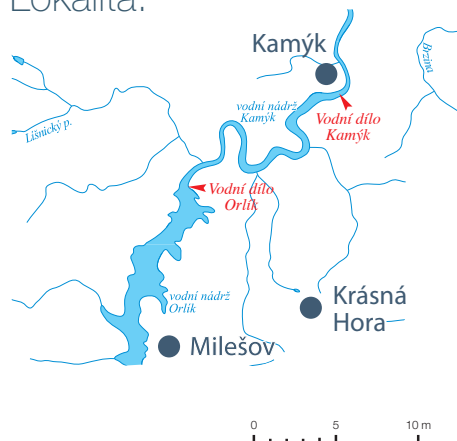 Lokalita:
Kamýk
Brzina
vodní nádrž
Kamýk
Vodní dílo
Kamýk
Líšnický p.
Vodní dílo
Orlík
vodní nádrž
Orlík
Krásná
Hora
Milešov
0 5 10 m